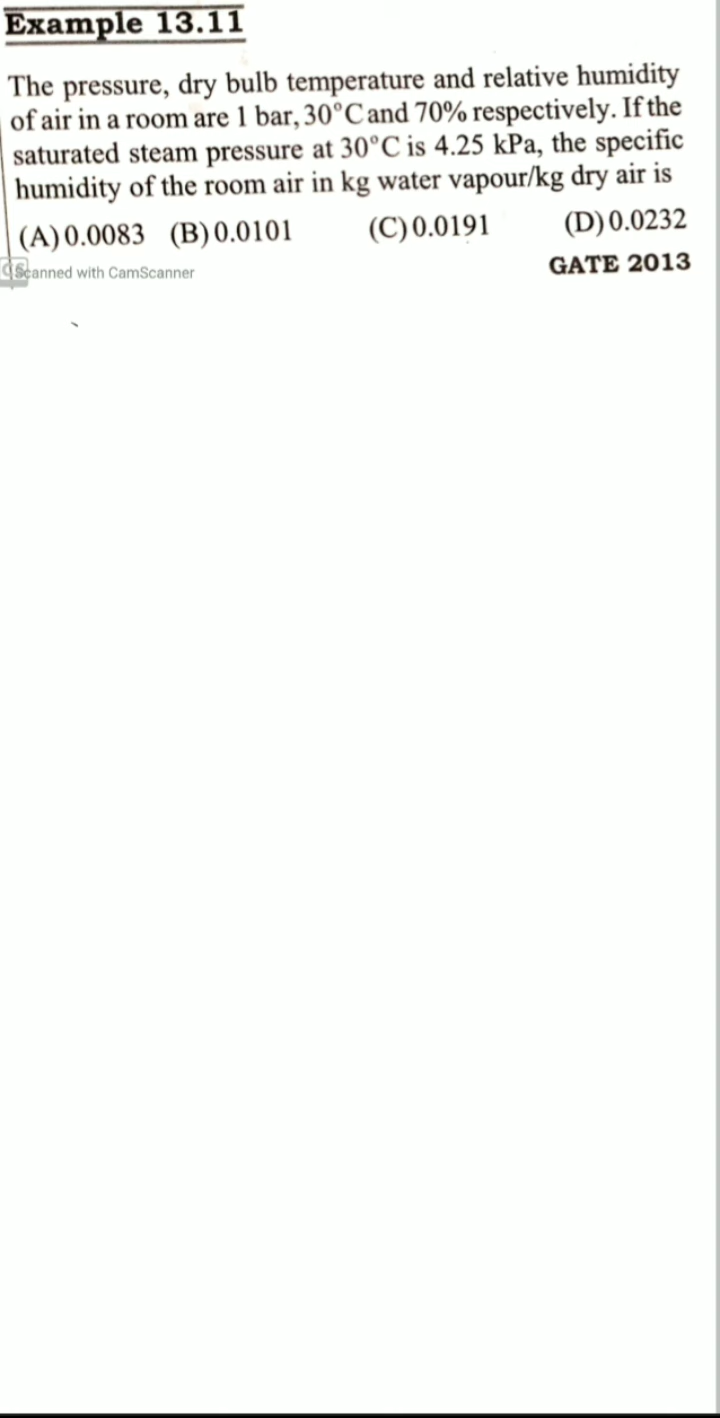 Example 13.11
The pressure, dry bulb temperature and relative humidity
of air in a room are 1 bar, 30°C and 70% respectively. If the
saturated steam pressure at 30°C is 4.25 kPa, the specific
humidity of the room air in kg water vapour/kg dry air is
(A) 0.0083 (B) 0.0101 (C) 0.0191 (D) 0.0232
GATE 2013
CS Scanned with CamScanner